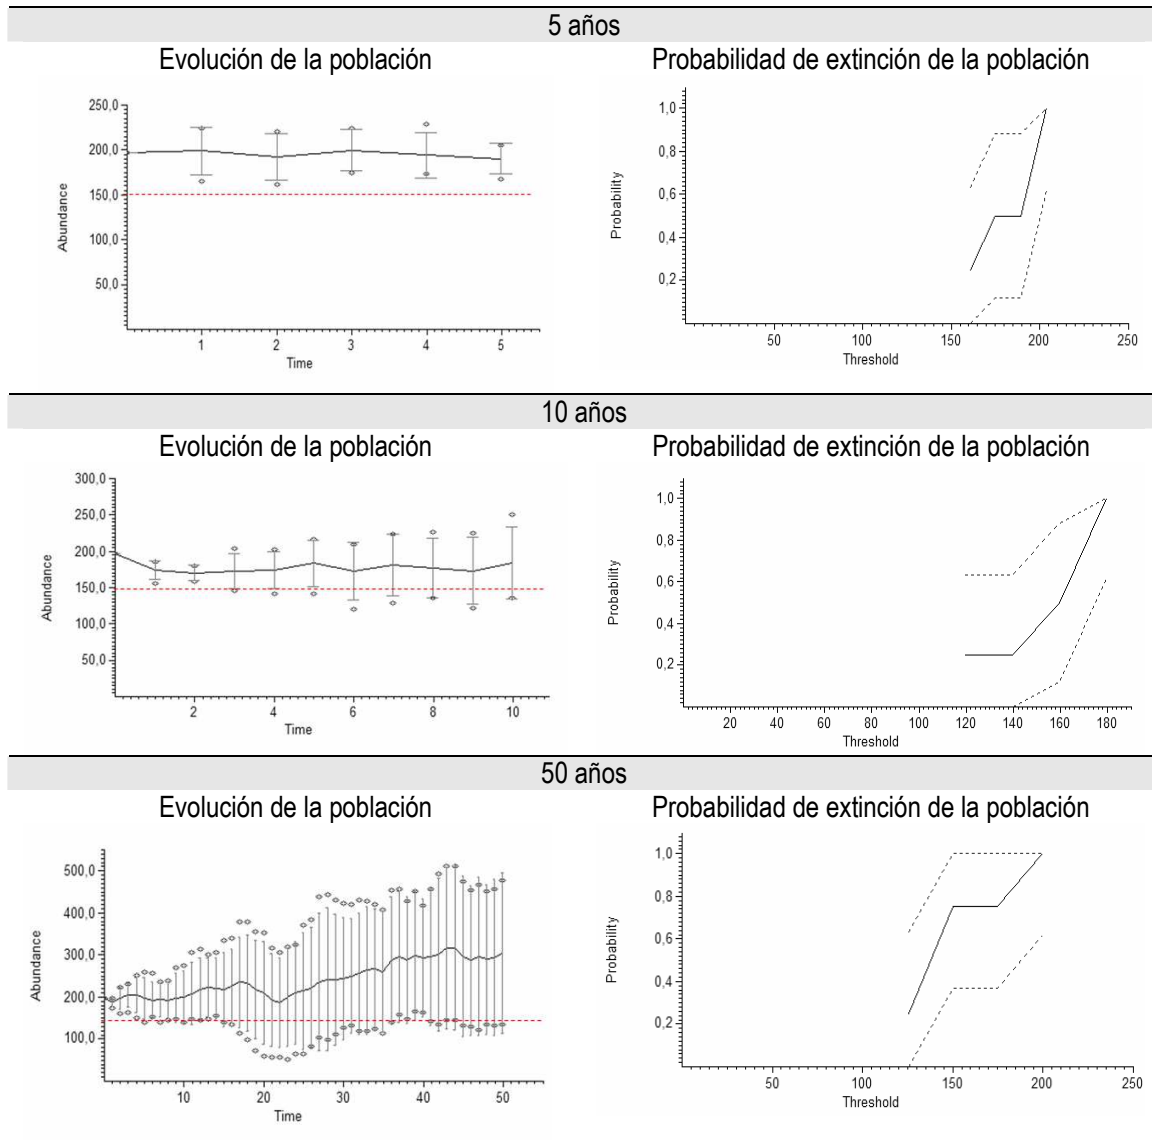 5 años
Evolución de la población
Probabilidad de extinción de la población
250,0
200,0
150,0
100,0
50,0
Abundance
1 2 3 4 5
Time
1,0
0,8
0,6
0,4
0,2
Probability
50 100 150 200 250
Threshold
10 años
Evolución de la población
Probabilidad de extinción de la población
300,0
250,0
200,0
150,0
100,0
50,0
Abundance
2 4 6 8 10
Time
1,0
0,8
0,6
0,4
0,2
Probability
20 40 60 80 100 120 140 160 180
Threshold
50 años
Evolución de la población
Probabilidad de extinción de la población
500,0
400,0
300,0
200,0
100,0
Abundance
10 20 30 40 50
Time
1,0
0,8
0,6
0,4
0,2
Probability
50 100 150 200 250
Threshold